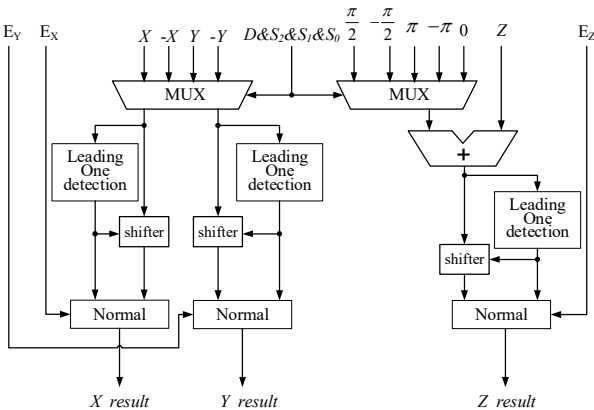 E_Y E_X X -X Y -Y D&S_2&S_1&S_0 π/2 -π/2 π -π 0 Z E_Z
MUX MUX
+
Leading
One
detection
Leading
One
detection
Leading
One
detection
shifter shifter
shifter
Normal Normal Normal
X result Y result Z result